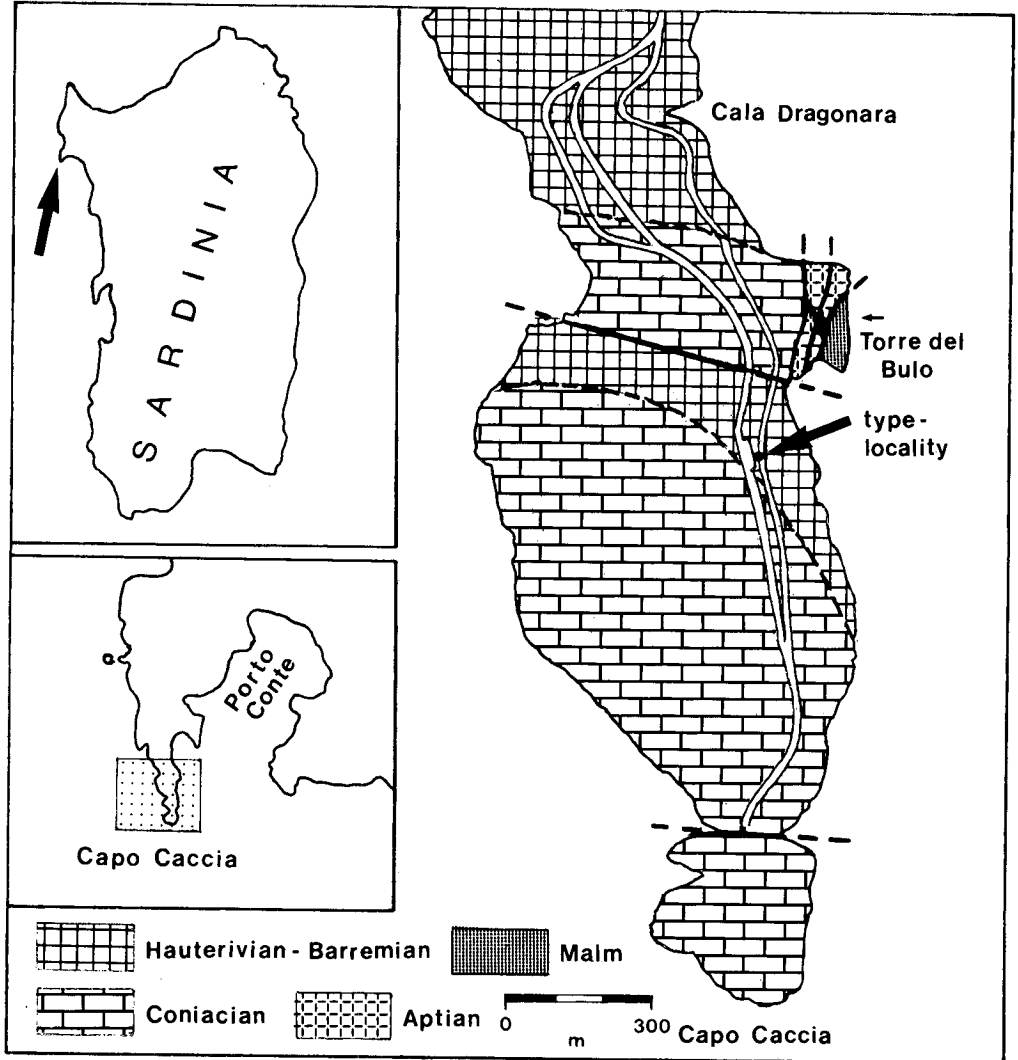 SARDINIA
Cala Dragonara
Torre del
Bulo
type-
locality
Porto
Conte
Capo Caccia
Hauterivian - Barremian
Malm
Coniacian
Aptian
0
300
m
Capo Caccia